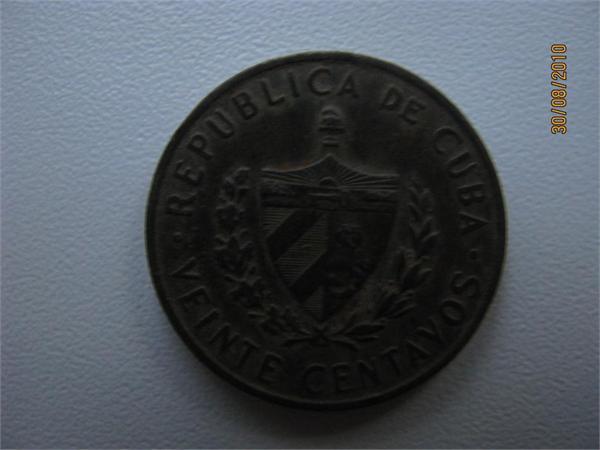 REPUBLICA DE CUBA
VEINTE CENTAVOS
30/08/2010